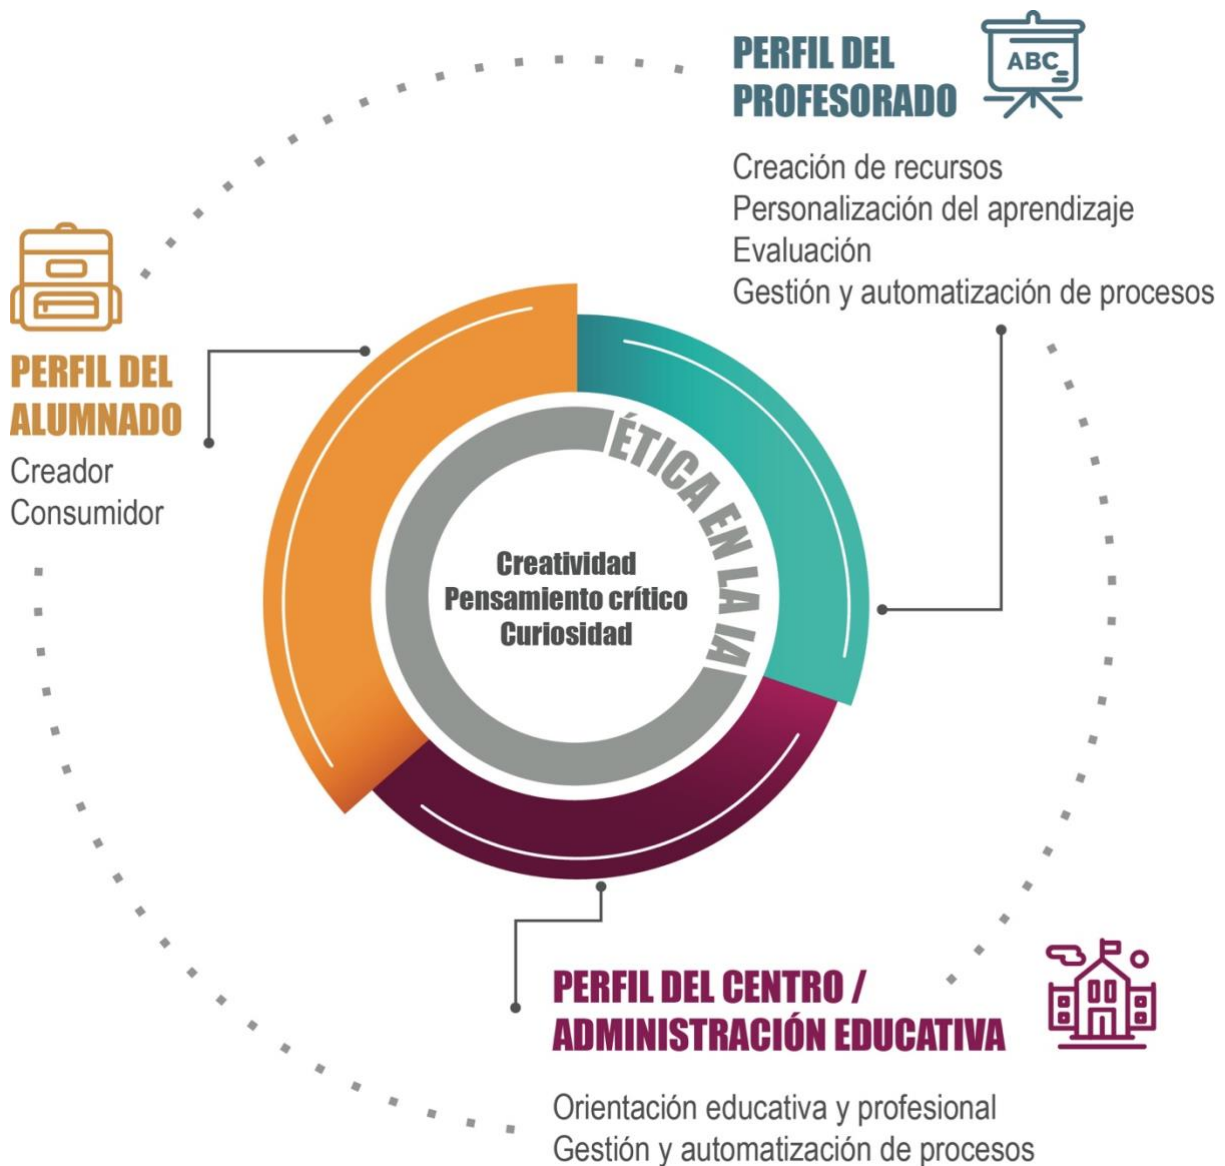 PERFIL DEL
PROFESORADO
ABC
Creación de recursos
Personalización del aprendizaje
Evaluación
Gestión y automatización de procesos
PERFIL DEL
ALUMNADO
Creador
Consumidor
ÉTICA EN LA IA
Creatividad
Pensamiento crítico
Curiosidad
PERFIL DEL CENTRO /
ADMINISTRACIÓN EDUCATIVA
Orientación educativa y profesional
Gestión y automatización de procesos